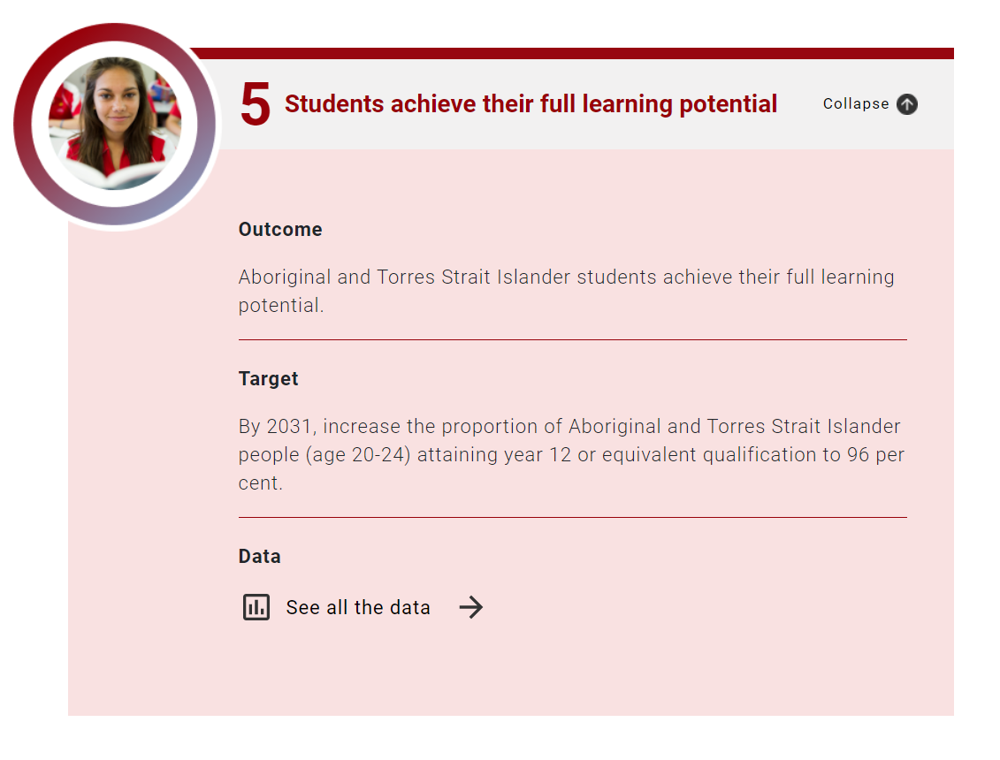 5 Students achieve their full learning potential
Collapse
Outcome
Aboriginal and Torres Strait Islander students achieve their full learning
potential.
Target
By 2031, increase the proportion of Aboriginal and Torres Strait Islander
people (age 20-24) attaining year 12 or equivalent qualification to 96 per
cent.
Data
See all the data